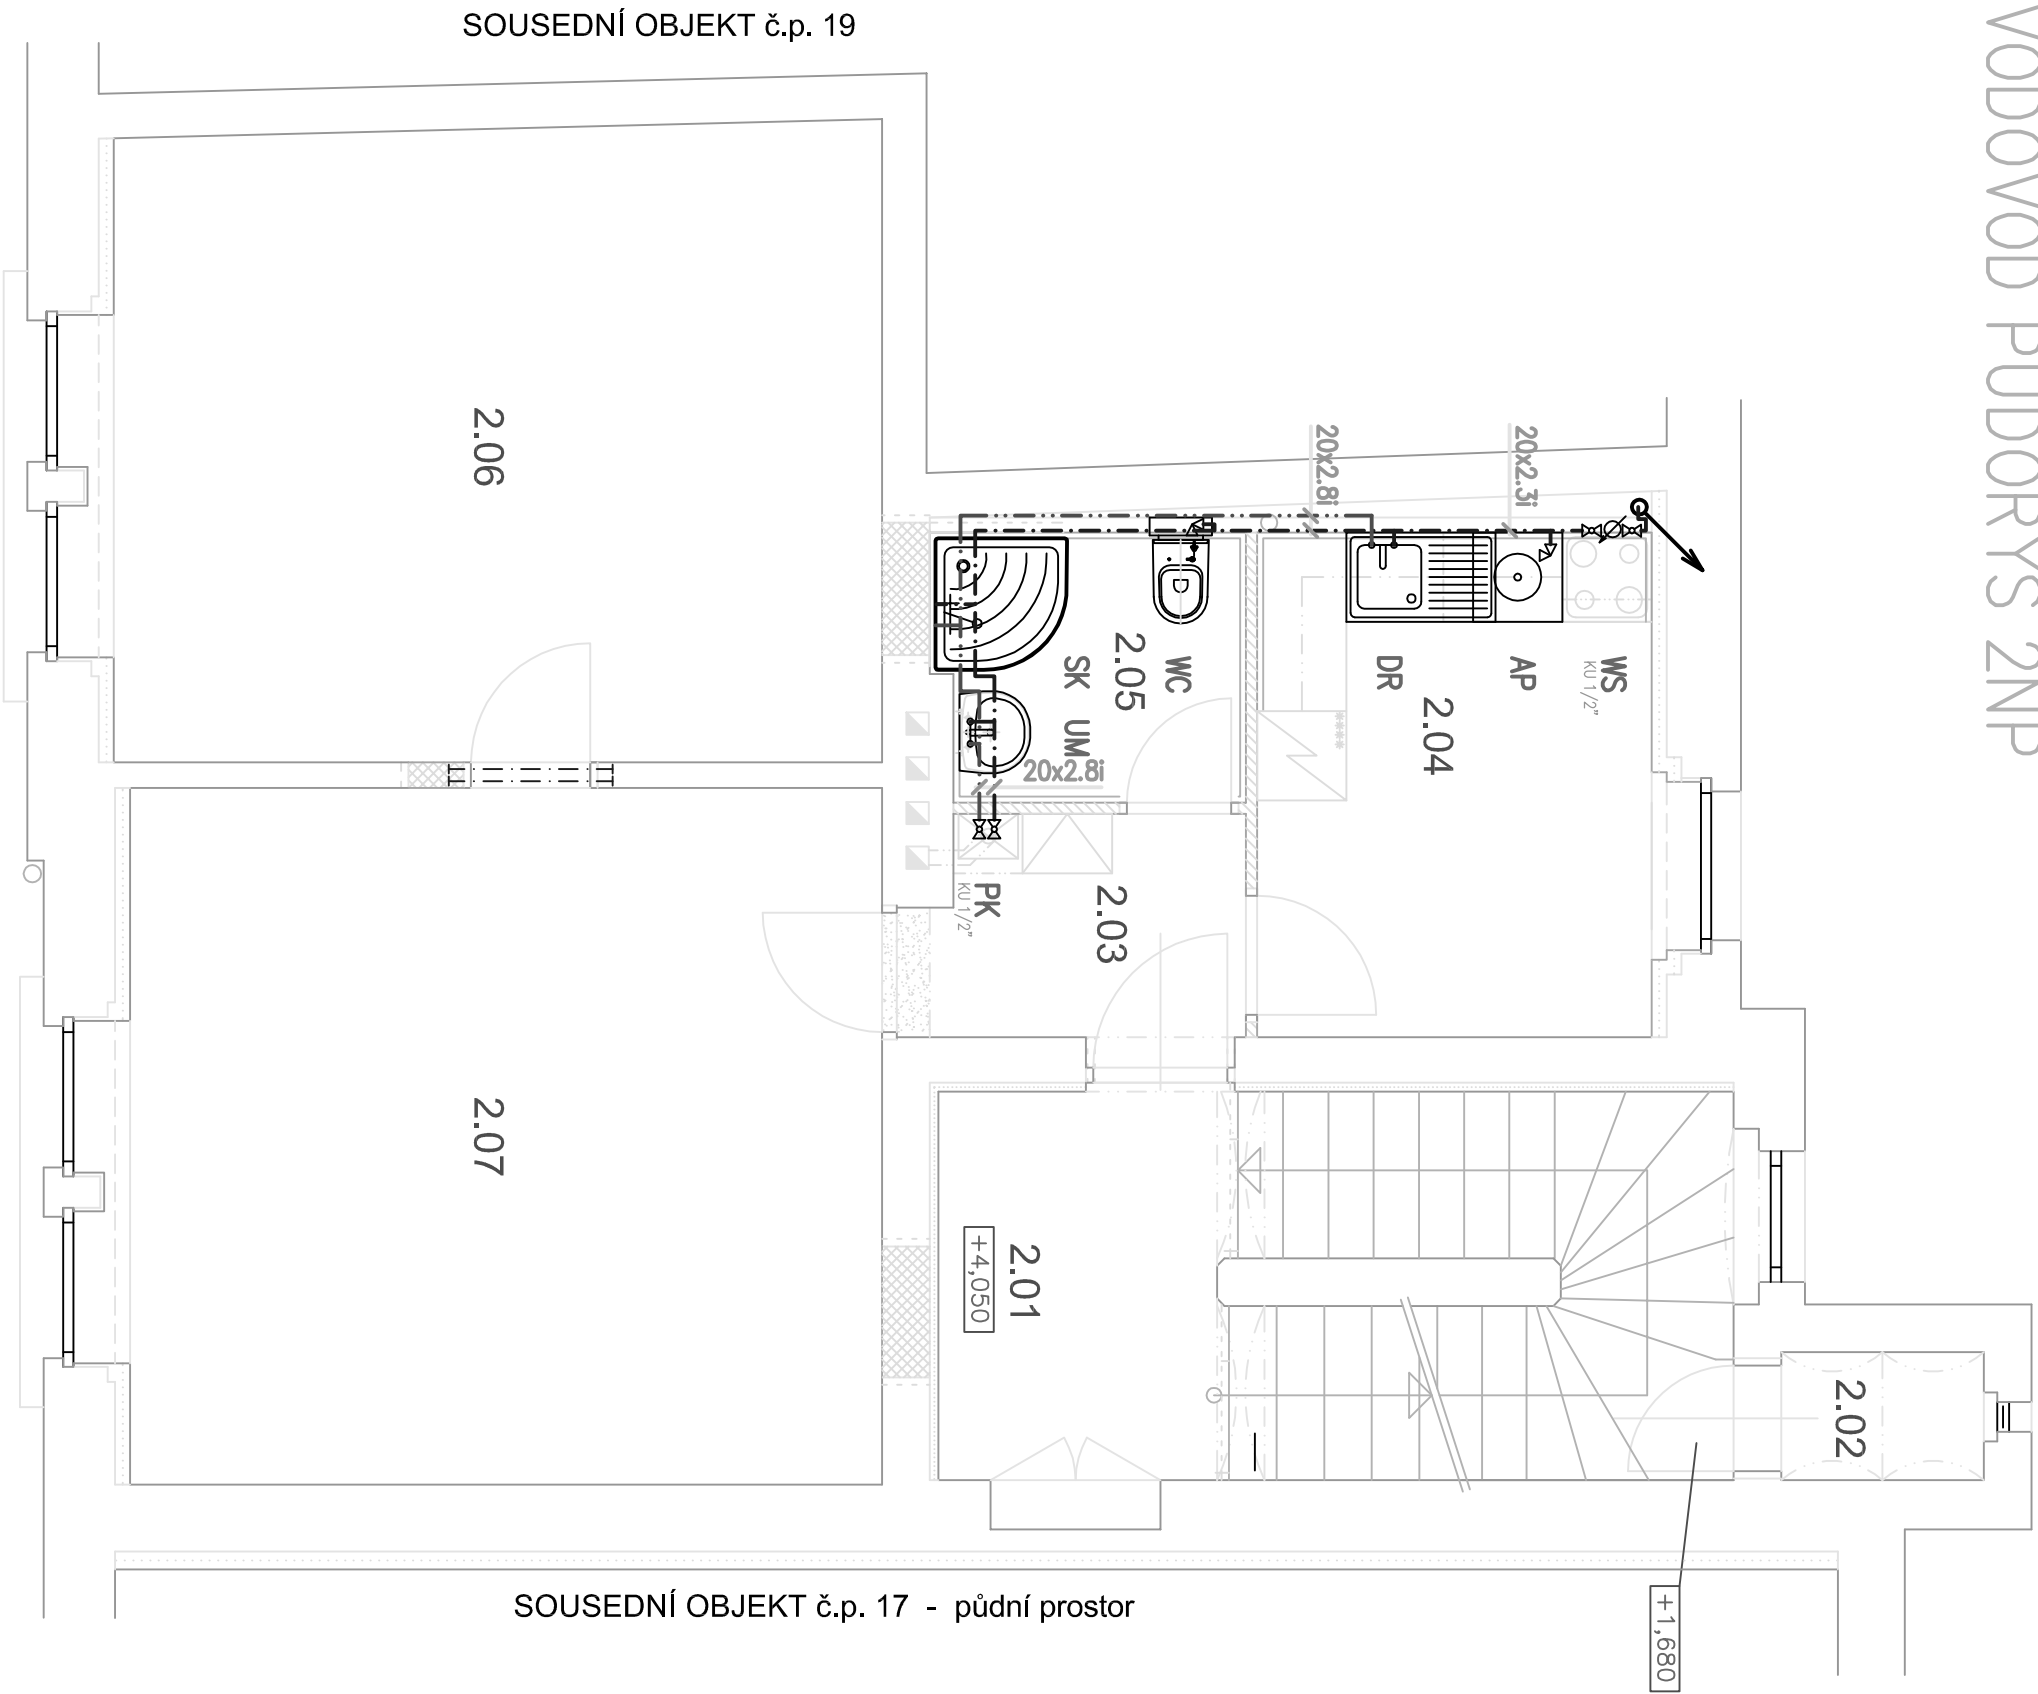 SOUSEDNÍ OBJEKT č.p. 19
VODOVOD PŮDORYS 2NP
2.06
20x2.8i
20x2.3i
2.05
WC
SK
UM
DR
AP
WS
KU 1/2"
2.04
20x2.8i
PK
KU 1/2"
2.03
2.07
2.01
+4,050
2.02
+1,680
SOUSEDNÍ OBJEKT č.p. 17 - půdní prostor